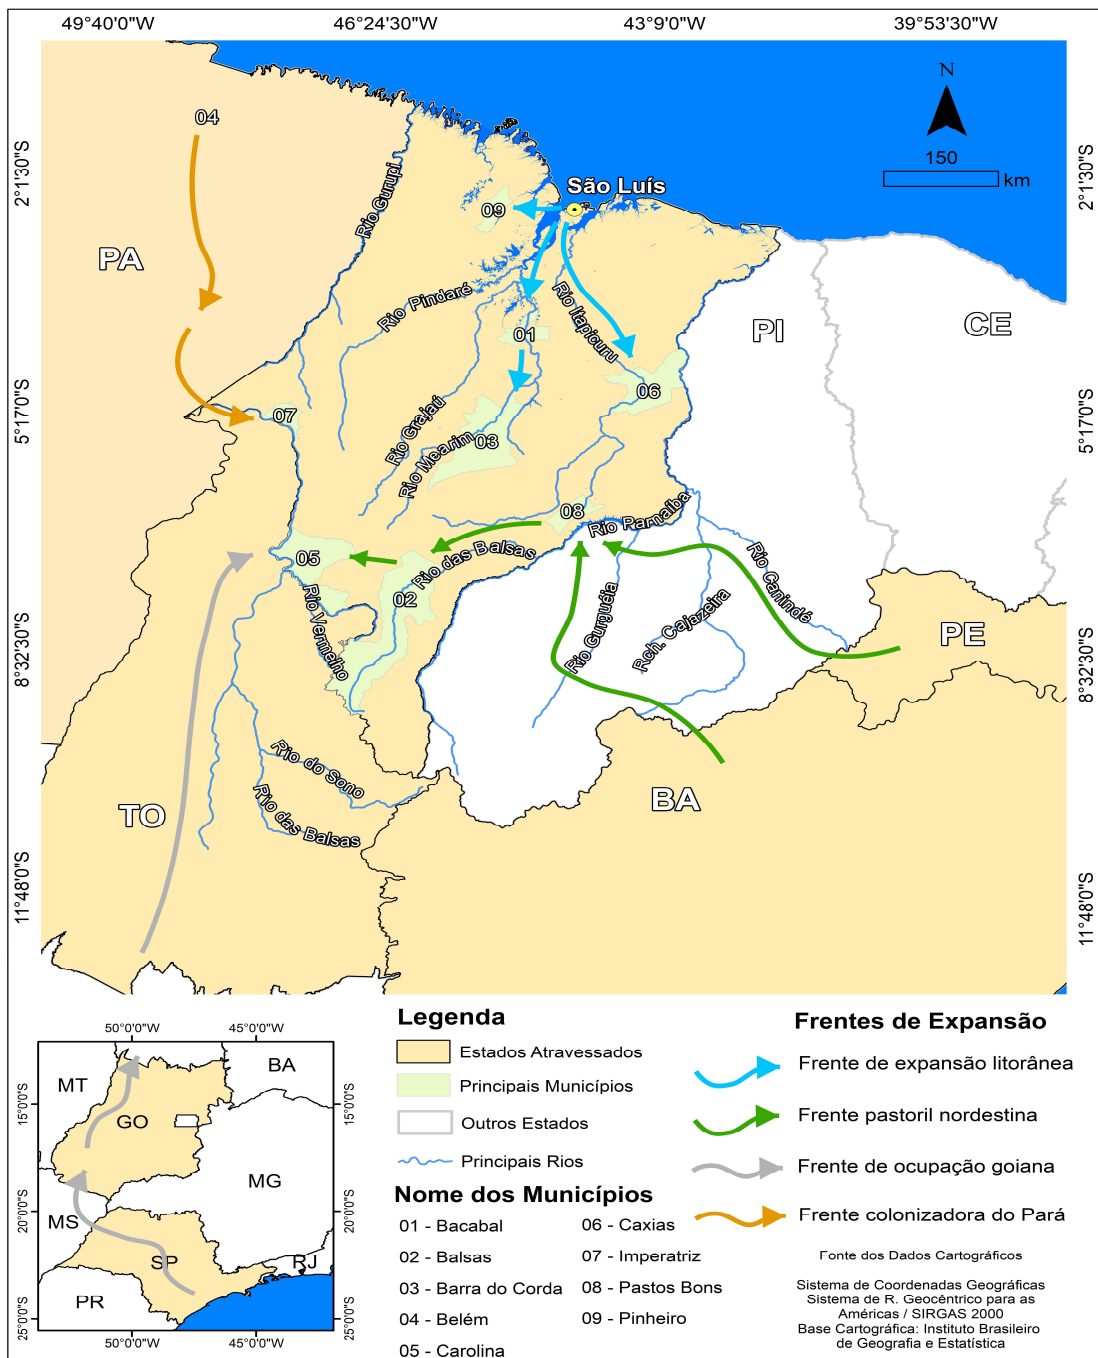 49°40'0"W 46°24'30"W 43°9'0"W 39°53'30"W
04
N
150
km
2°1'30"S
2°1'30"S
São Luís
09
Rio Gurupi
PA
Rio Pindaré
Rio Itapicuru
PI
CE
01
06
5°17'0"S
5°17'0"S
07
Rio Grajaú
Rio Mearim
03
08
Rio Parnaíba
05
Rio das Balsas
02
Rio Canindé
Rio Gurguéia
Rch. Cajazeira
Rio Vermelho
PE
8°32'30"S
8°32'30"S
Rio do Sono
TO
Rio das Balsas
BA
11°48'0"S
11°48'0"S
50°0'0"W 45°0'0"W
MT
BA
15°0'0"S
15°0'0"S
GO
MG
MS
20°0'0"S
20°0'0"S
SP
RJ
PR
25°0'0"S
25°0'0"S
50°0'0"W 45°0'0"W
Legenda
Estados Atravessados
Principais Municípios
Outros Estados
Principais Rios
Nome dos Municípios
01 - Bacabal
02 - Balsas
03 - Barra do Corda
04 - Belém
05 - Carolina
06 - Caxias
07 - Imperatriz
08 - Pastos Bons
09 - Pinheiro
Frentes de Expansão
Frente de expansão litorânea
Frente pastoril nordestina
Frente de ocupação goiana
Frente colonizadora do Pará
Fonte dos Dados Cartográficos
Sistema de Coordenadas Geográficas
Sistema de R. Geocêntrico para as
Américas / SIRGAS 2000
Base Cartográfica: Instituto Brasileiro
de Geografia e Estatística